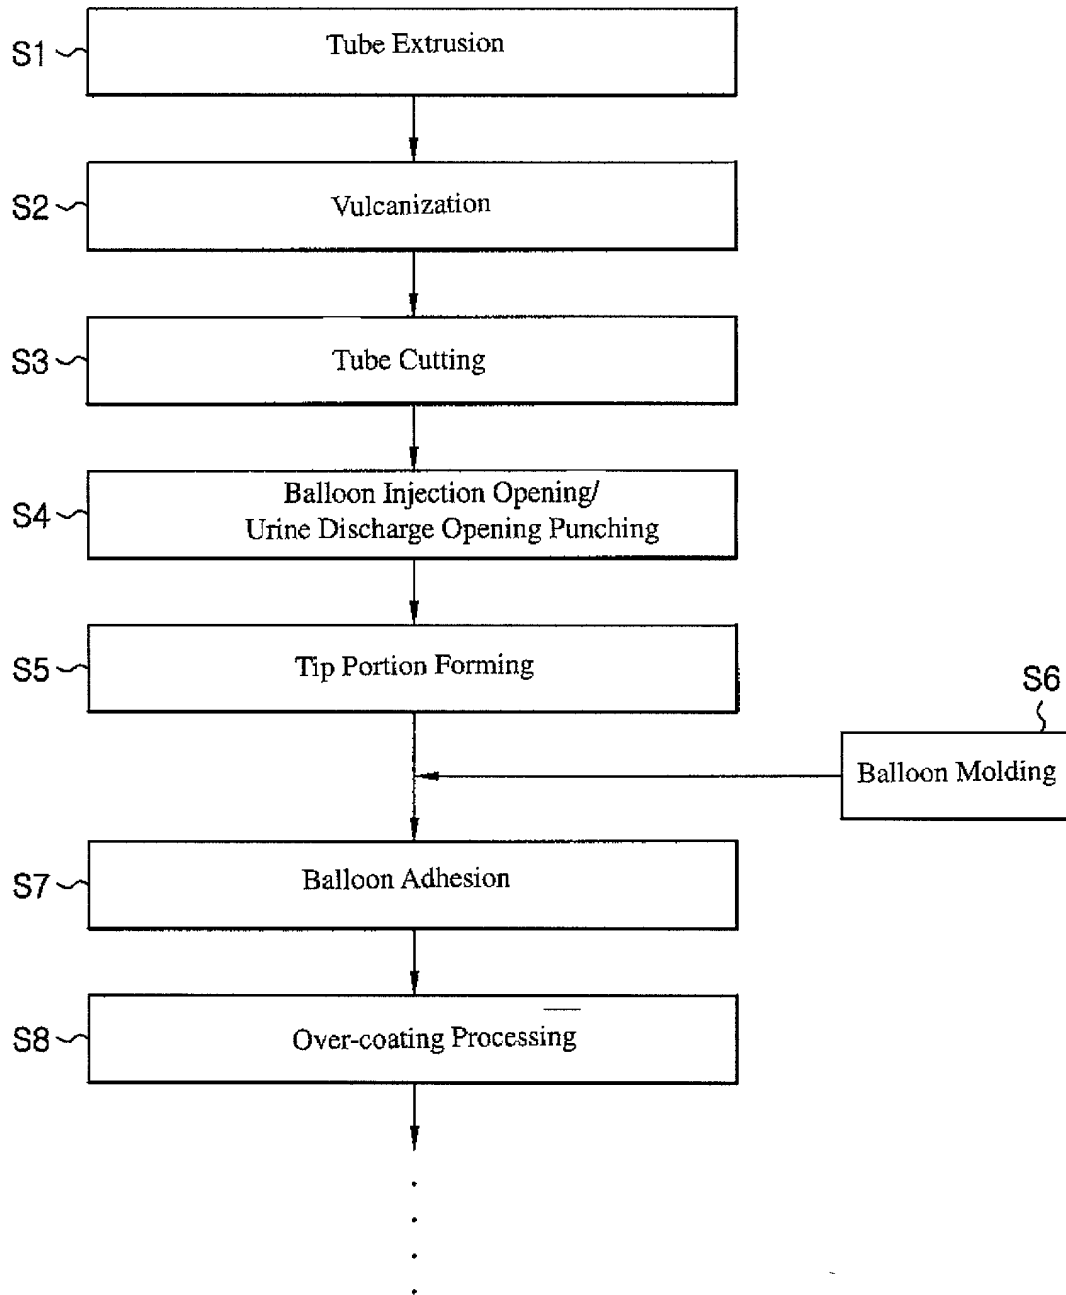 S1
Tube Extrusion
S2
Vulcanization
S3
Tube Cutting
S4
Balloon Injection Opening/
Urine Discharge Opening Punching
S5
Tip Portion Forming
S6
Balloon Molding
S7
Balloon Adhesion
S8
Over-coating Processing